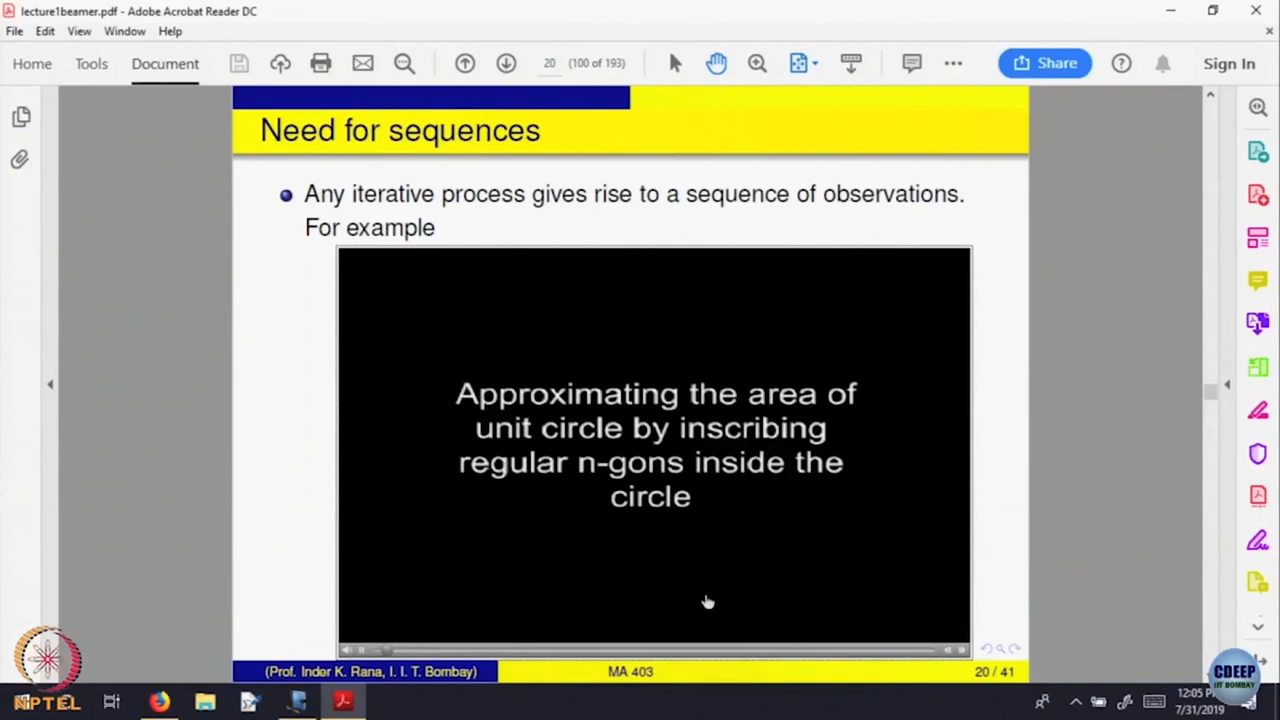 lecture1beamer.pdf - Adobe Acrobat Reader DC
File Edit View Window Help
Home Tools Document 20 (100 of 193) Share Sign In
Need for sequences
Any iterative process gives rise to a sequence of observations.
For example
Approximating the area of
unit circle by inscribing
regular n-gons inside the
circle
(Prof. Inder K. Rana, I. I. T. Bombay) MA 403 20 / 41
NPTEL
CDEEP
IIT BOMBAY
12:05
7/31/2019